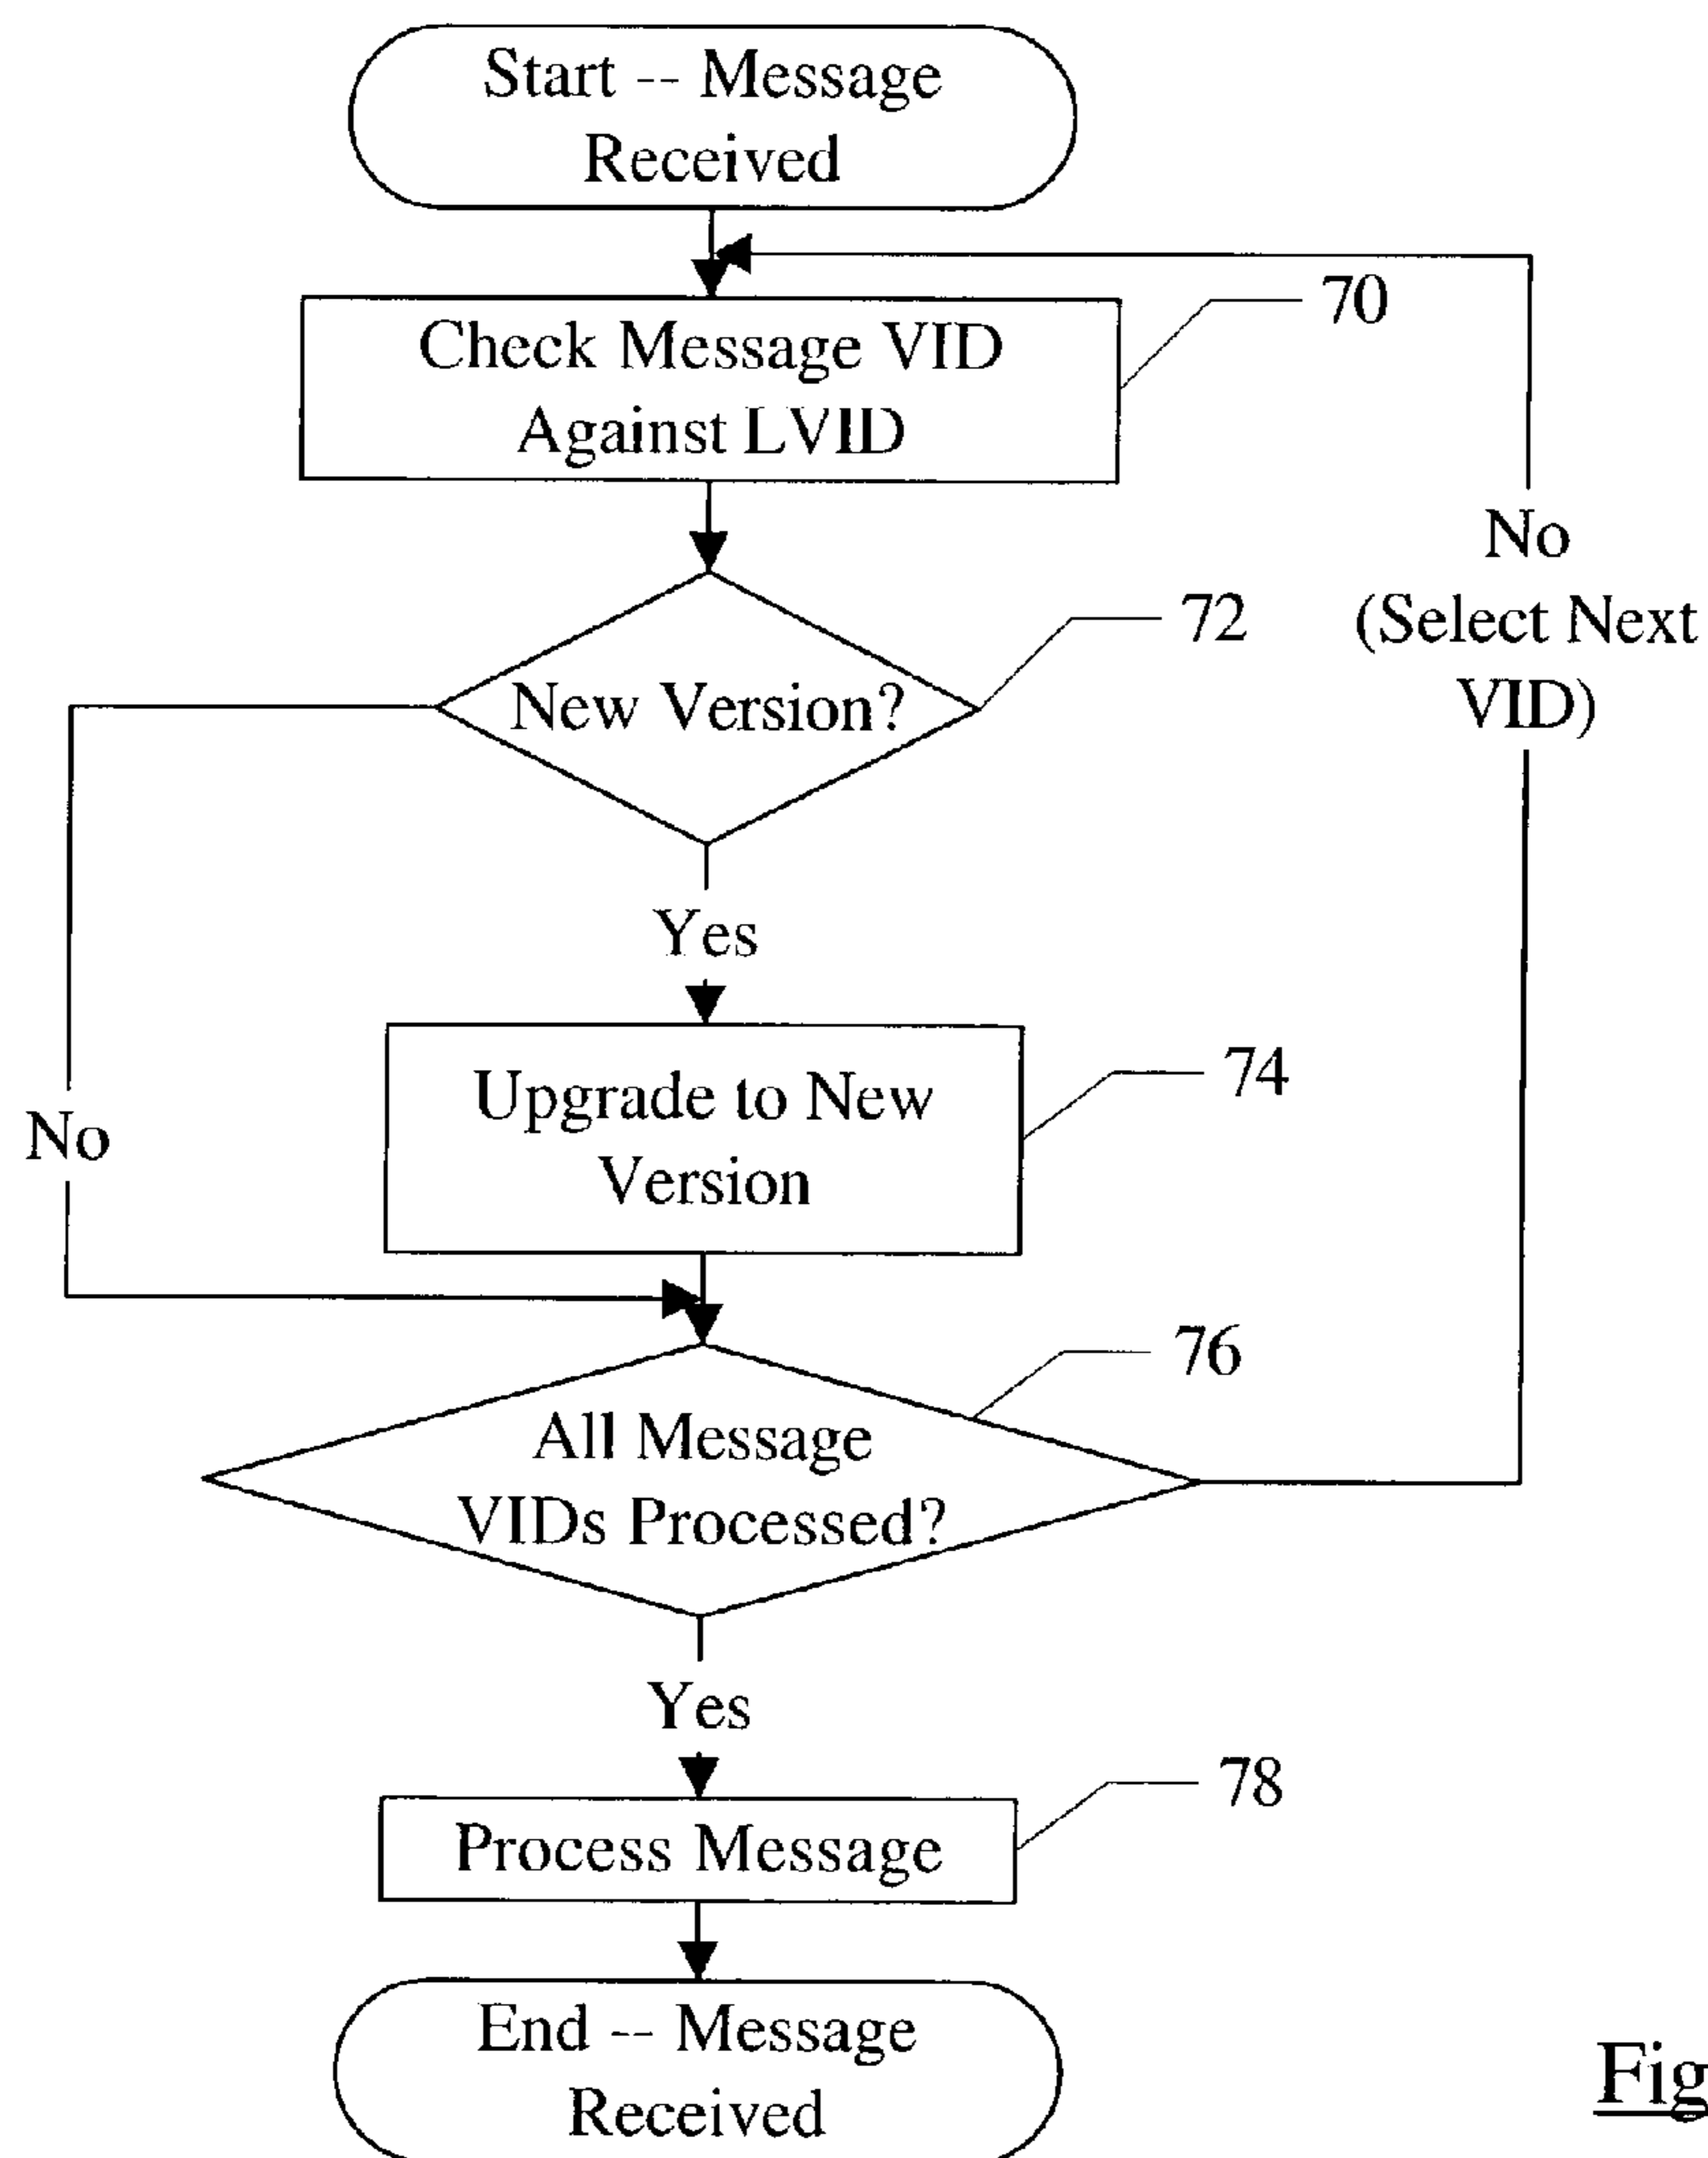 Start -- Message
Received
Check Message VID
Against LVID
70
New Version?
72
No
(Select Next
VID)
Yes
Upgrade to New
Version
74
No
All Message
VIDs Processed?
76
Yes
Process Message
78
End -- Message
Received
Fig